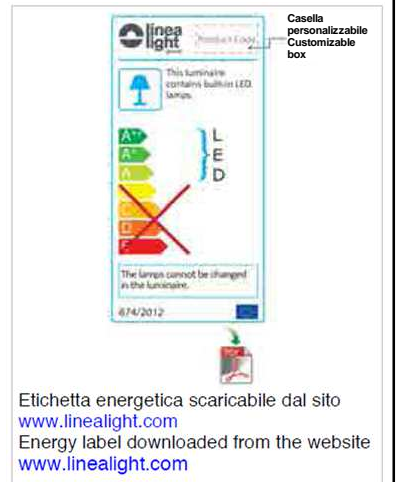 linea
light
group
Product Code
Casella
personalizzabile
Customizable
box
This luminaire
contains built-in LED
lamps.
A++
A+
A
L
E
D
C
D
E
The lamps cannot be changed
in the luminaire.
874/2012
PDF
Etichetta energetica scaricabile dal sito
www.linealight.com
Energy label downloaded from the website
www.linealight.com